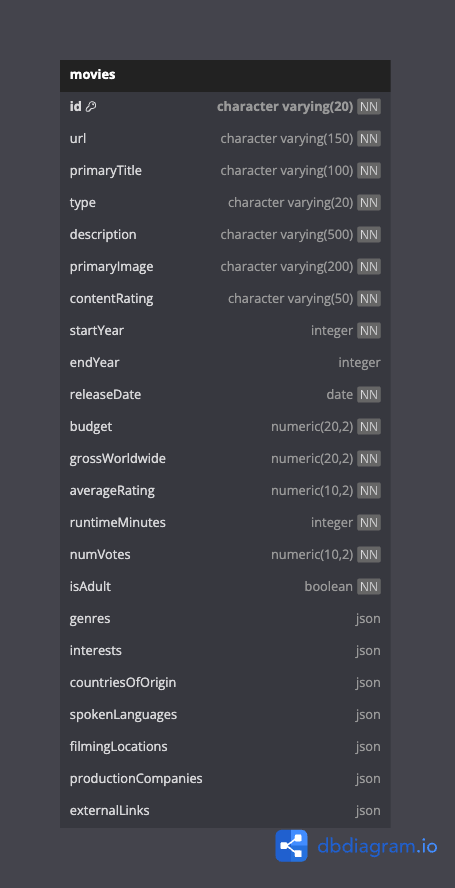 movies
id character varying(20) NN
url character varying(150) NN
primaryTitle character varying(100) NN
type character varying(20) NN
description character varying(500) NN
primaryImage character varying(200) NN
contentRating character varying(50) NN
startYear integer NN
endYear integer
releaseDate date NN
budget numeric(20,2) NN
grossWorldwide numeric(20,2) NN
averageRating numeric(10,2) NN
runtimeMinutes integer NN
numVotes numeric(10,2) NN
isAdult boolean NN
genres json
interests json
countriesOfOrigin json
spokenLanguages json
filmingLocations json
productionCompanies json
externalLinks json
dbdiagram.io